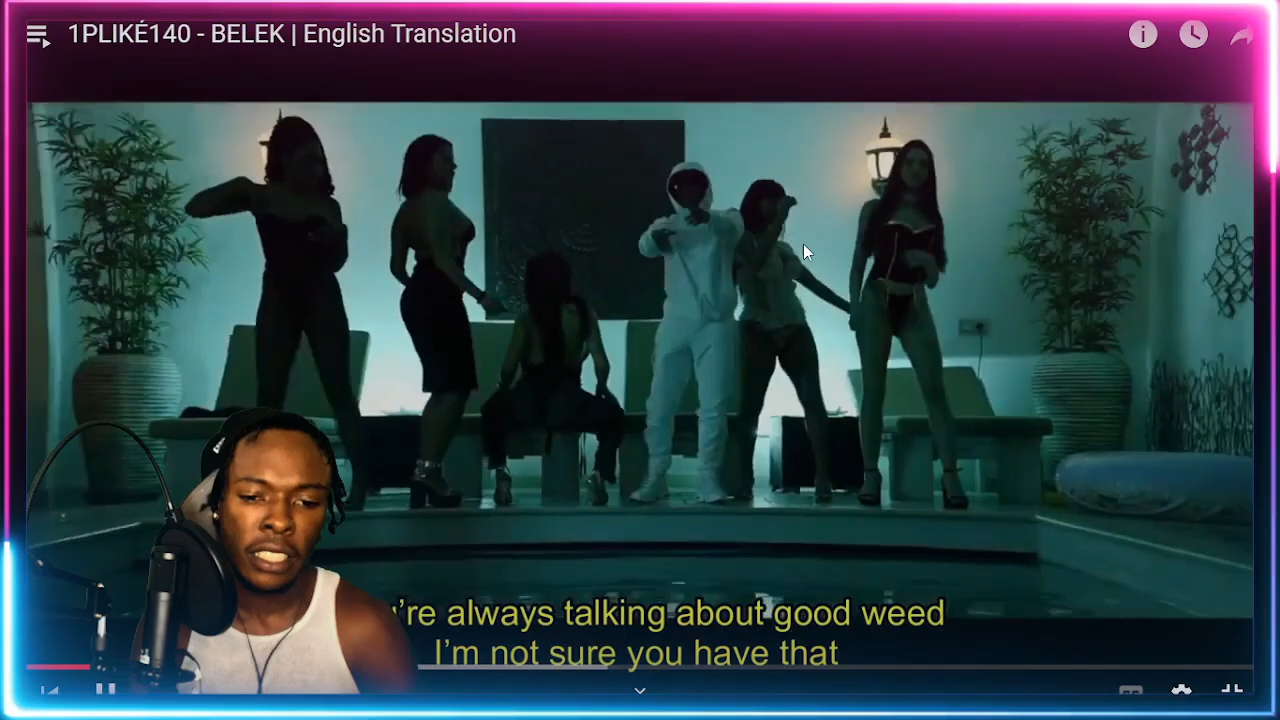 1PLIKÉ140 - BELEK | English Translation
're always talking about good weed
I'm not sure you have that